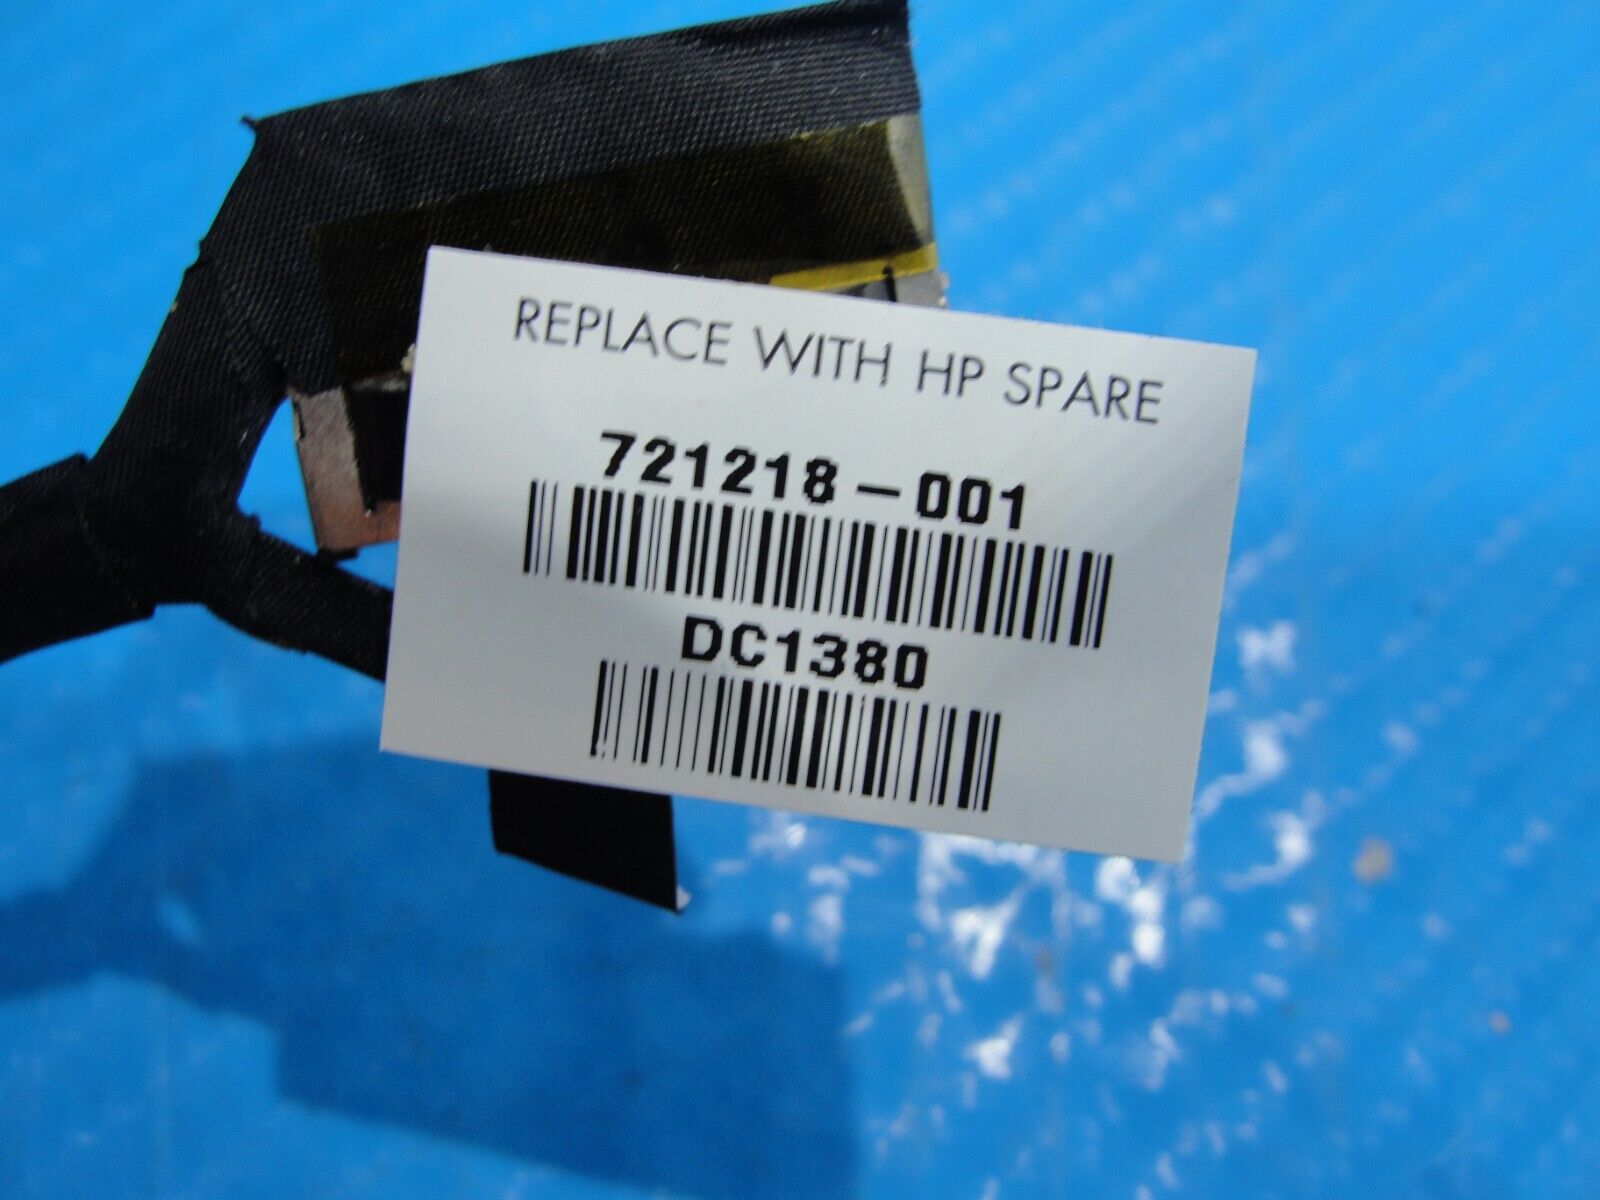 REPLACE WITH HP SPARE
721218-001
DC1380